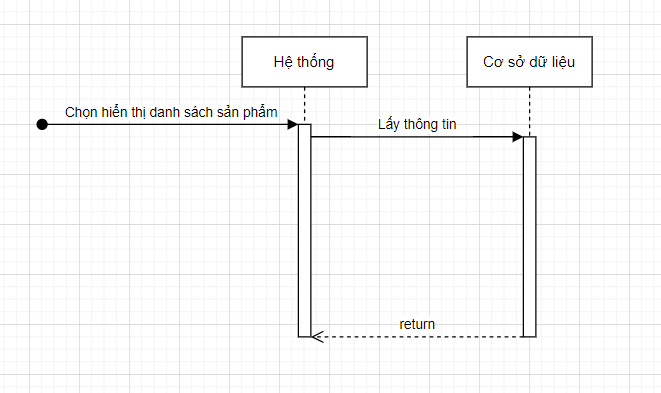 Hệ thống
Cơ sở dữ liệu
Chọn hiển thị danh sách sản phẩm
Lấy thông tin
return